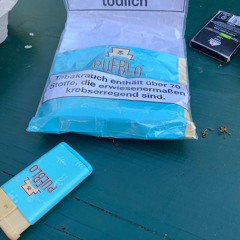 tödlich
PUEBLO
Tabakrauch enthält über 70
Stoffe, die erwiesenermaßen
krebserregend sind.
PUEBLO